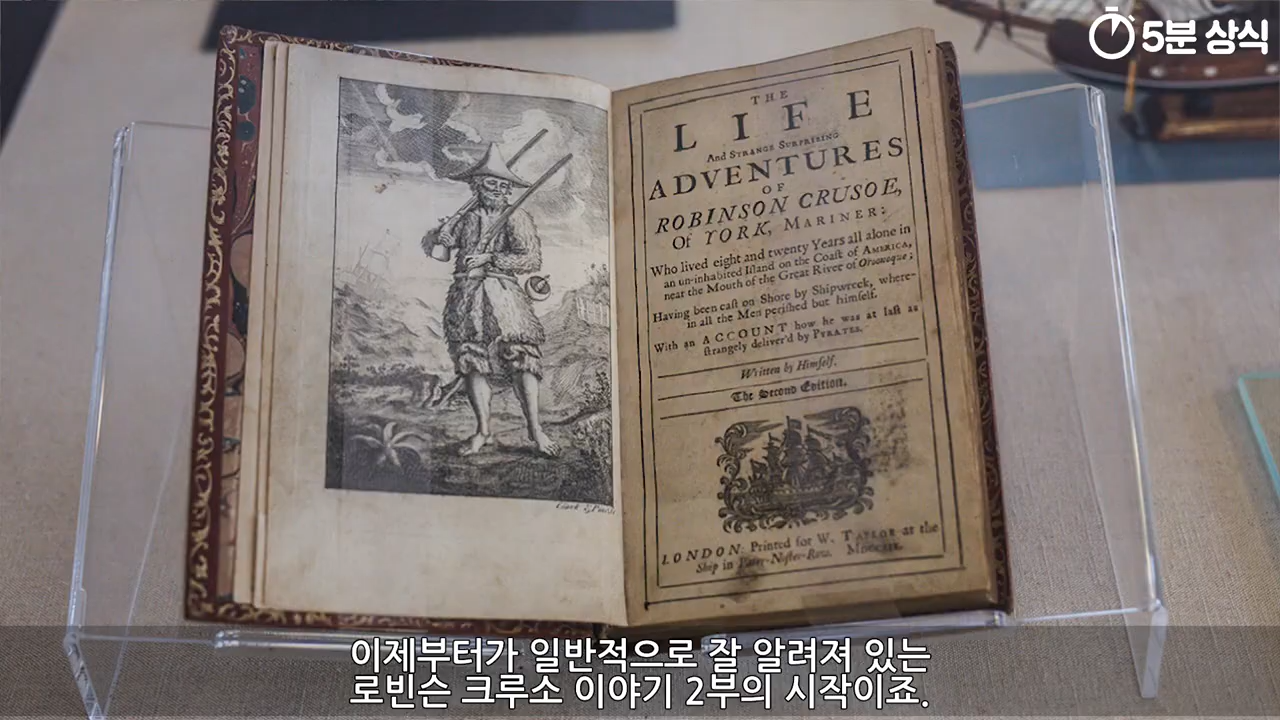 5분 상식
THE
LIFE
And STRANGE SURPRIZING
ADVENTURES
OF
ROBINSON CRUSOE,
Of YORK, MARINER:
Who lived eight and twenty Years all alone in
an un-inhabited Iſland on the Coaſt of AMERICA,
near the Mouth of the Great River of Oroonoque;
Having been caſt on Shore by Shipwreck, where-
in all the Men periſhed but himſelf.
With an ACCOUNT how he was at laſt as
ſtrangely deliver'd by PYRATES.
Written by Himſelf.
The Second Edition.
LONDON: Printed for W. TAYLOR at the
Ship in Pater-Noſter-Row. MDCCXIX.
이제부터가 일반적으로 잘 알려져 있는
로빈슨 크루소 이야기 2부의 시작이죠.